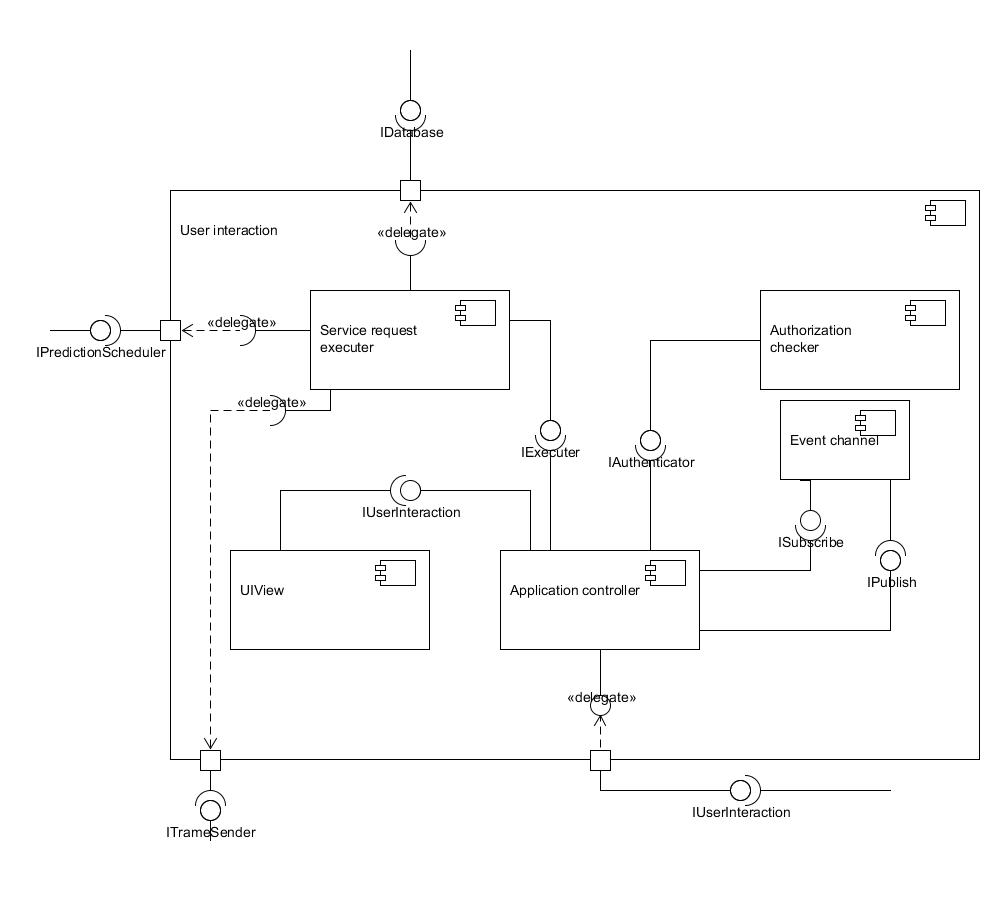 IDatabase
User interaction
«delegate»
«delegate»
IPredictionScheduler
Service request
executer
Authorization
checker
«delegate»
Event channel
IExecuter
IAuthenticator
IUserInteraction
ISubscribe
IPublish
UIView
Application controller
«delegate»
IUserInteraction
ITrameSender